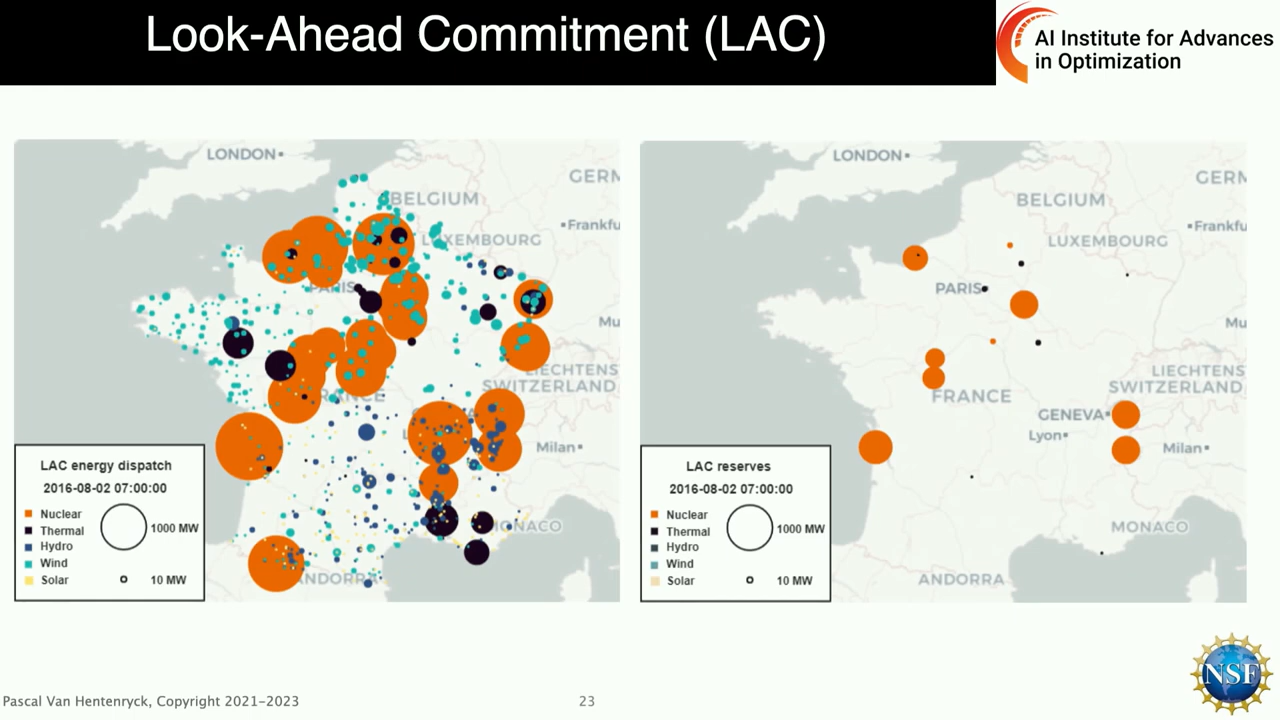 Look-Ahead Commitment (LAC)
AI Institute for Advances
in Optimization
LONDON
GERM
BELGIUM
Frankfu
LUXEMBOURG
PARIS
Mu
LIECHTENS
SWITZERLAND
RANCE
Milan
MONACO
ANDORRA
LAC energy dispatch
2016-08-02 07:00:00
Nuclear
Thermal
Hydro
Wind
Solar
1000 MW
10 MW
LONDON
GERM
BELGIUM
Frankfu
LUXEMBOURG
PARIS
Mu
LIECHTENS
SWITZERLAND
FRANCE
GENEVA
Lyon
Milan
MONACO
ANDORRA
LAC reserves
2016-08-02 07:00:00
Nuclear
Thermal
Hydro
Wind
Solar
1000 MW
10 MW
Pascal Van Hentenryck, Copyright 2021-2023
23
NSF